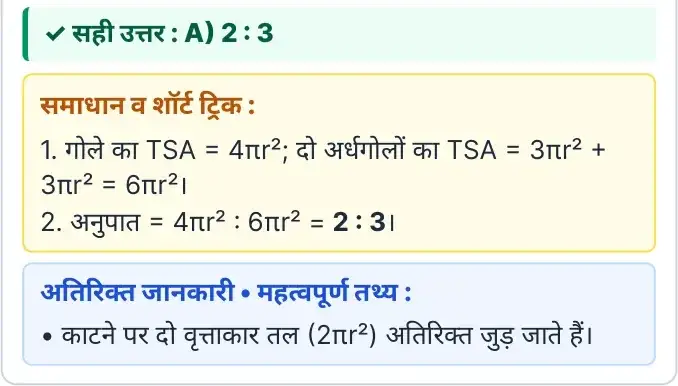 ✓ सही उत्तर : A) 2 : 3
समाधान व शॉर्ट ट्रिक :
1. गोले का TSA = 4πr²; दो अर्धगोलों का TSA = 3πr² +
3πr² = 6πr²।
2. अनुपात = 4πr² : 6πr² = 2 : 3।
अतिरिक्त जानकारी • महत्वपूर्ण तथ्य :
• काटने पर दो वृत्ताकार तल (2πr²) अतिरिक्त जुड़ जाते हैं।